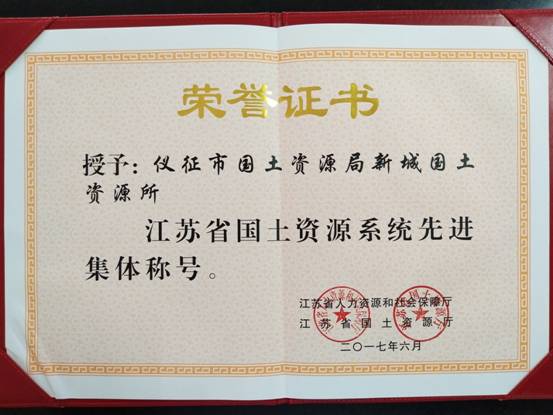 荣誉证书
授予：仪征市国土资源局新城国土
资源所
江苏省国土资源系统先进
集体称号。
江苏省人力资源和社会保障厅
江苏省国土资源厅
二〇一七年六月